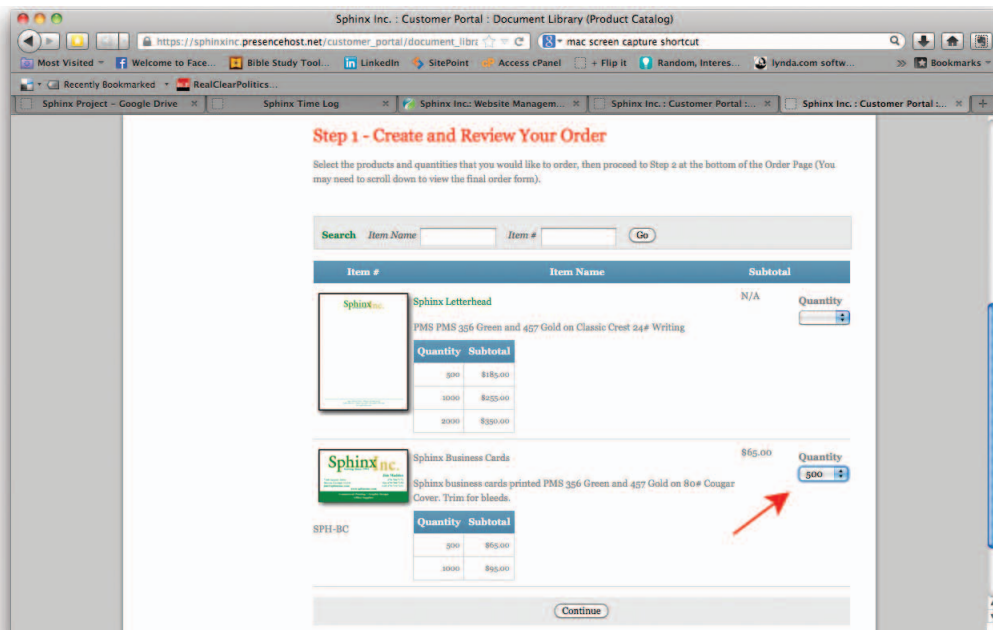 Sphinx Inc. : Customer Portal : Document Library (Product Catalog)
https://sphinxinc.presencehost.net/customer_portal/document_libra
mac screen capture shortcut
Most Visited
Welcome to Face...
Bible Study Tool...
LinkedIn
SitePoint
Access cPanel
+ Flip it
Random, Interes...
lynda.com softw...
Bookmarks
Recently Bookmarked
RealClearPolitics...
Sphinx Project – Google Drive
Sphinx Time Log
Sphinx Inc.: Website Managem...
Sphinx Inc. : Customer Portal :...
Sphinx Inc. : Customer Portal :...
Step 1 - Create and Review Your Order
Select the products and quantities that you would like to order, then proceed to Step 2 at the bottom of the Order Page (You
may need to scroll down to view the final order form).
Search Item Name Item # Go
Item # Item Name Subtotal
Sphinx Inc.
Sphinx Letterhead
N/A
Quantity
PMS PMS 356 Green and 457 Gold on Classic Crest 24# Writing
Quantity Subtotal
500 $185.00
1000 $255.00
2000 $350.00
Sphinx Inc.
Sphinx Business Cards
$65.00
Quantity
500
Sphinx business cards printed PMS 356 Green and 457 Gold on 80# Cougar
Cover. Trim for bleeds.
SPH-BC
Quantity Subtotal
500 $65.00
1000 $95.00
Continue